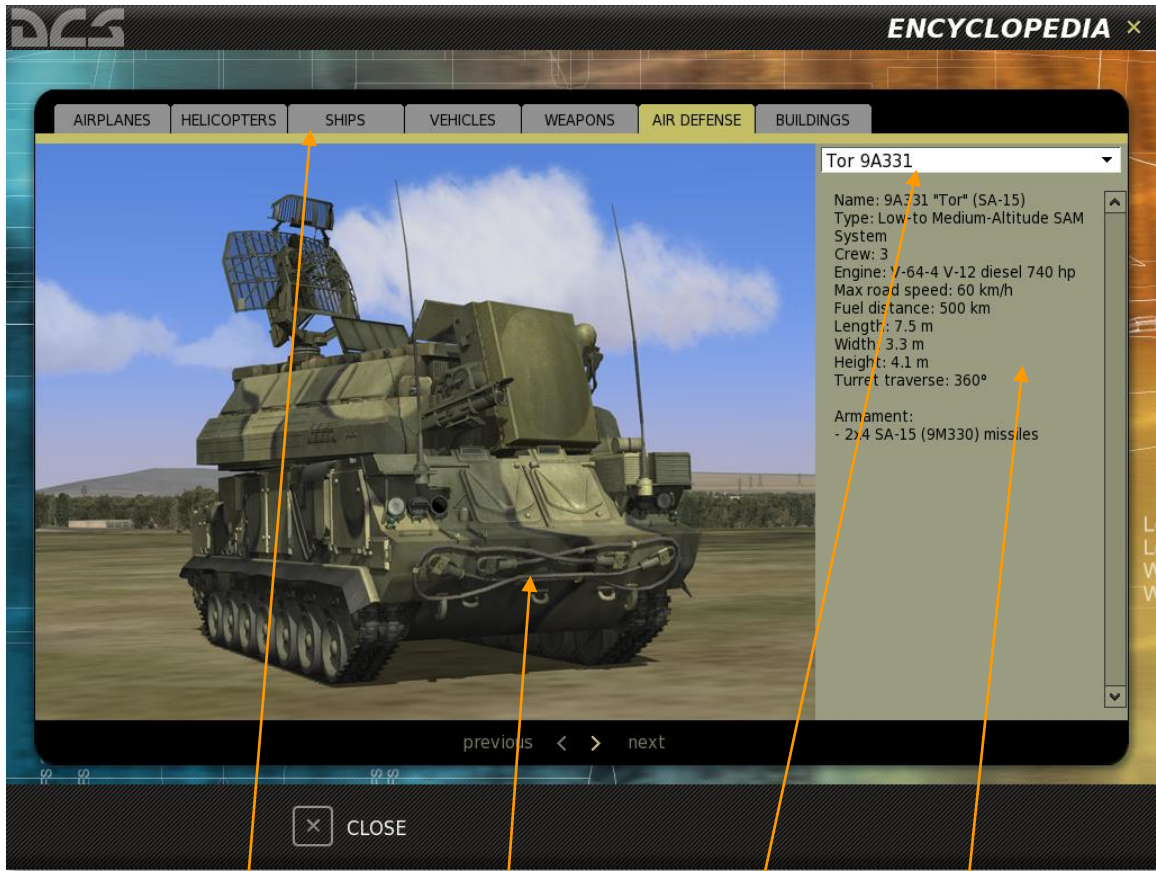 DCS
ENCYCLOPEDIA ×
AIRPLANES HELICOPTERS SHIPS VEHICLES WEAPONS AIR DEFENSE BUILDINGS
Tor 9A331
Name: 9A331 "Tor" (SA-15)
Type: Low-to Medium-Altitude SAM
System
Crew: 3
Engine: V-64-4 V-12 diesel 740 hp
Max road speed: 60 km/h
Fuel distance: 500 km
Length: 7.5 m
Width: 3.3 m
Height: 4.1 m
Turret traverse: 360°
Armament:
- 2x4 SA-15 (9M330) missiles
previous < > next
× CLOSE